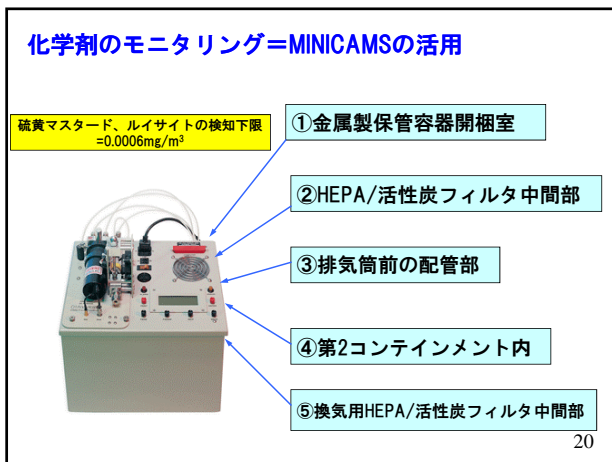 化学剤のモニタリング＝MINICAMSの活用
硫黄マスタード、ルイサイトの検知下限
=0.0006mg/m³
①金属製保管容器開梱室
②HEPA/活性炭フィルタ中間部
③排気筒前の配管部
④第2コンテインメント内
⑤換気用HEPA/活性炭フィルタ中間部
20